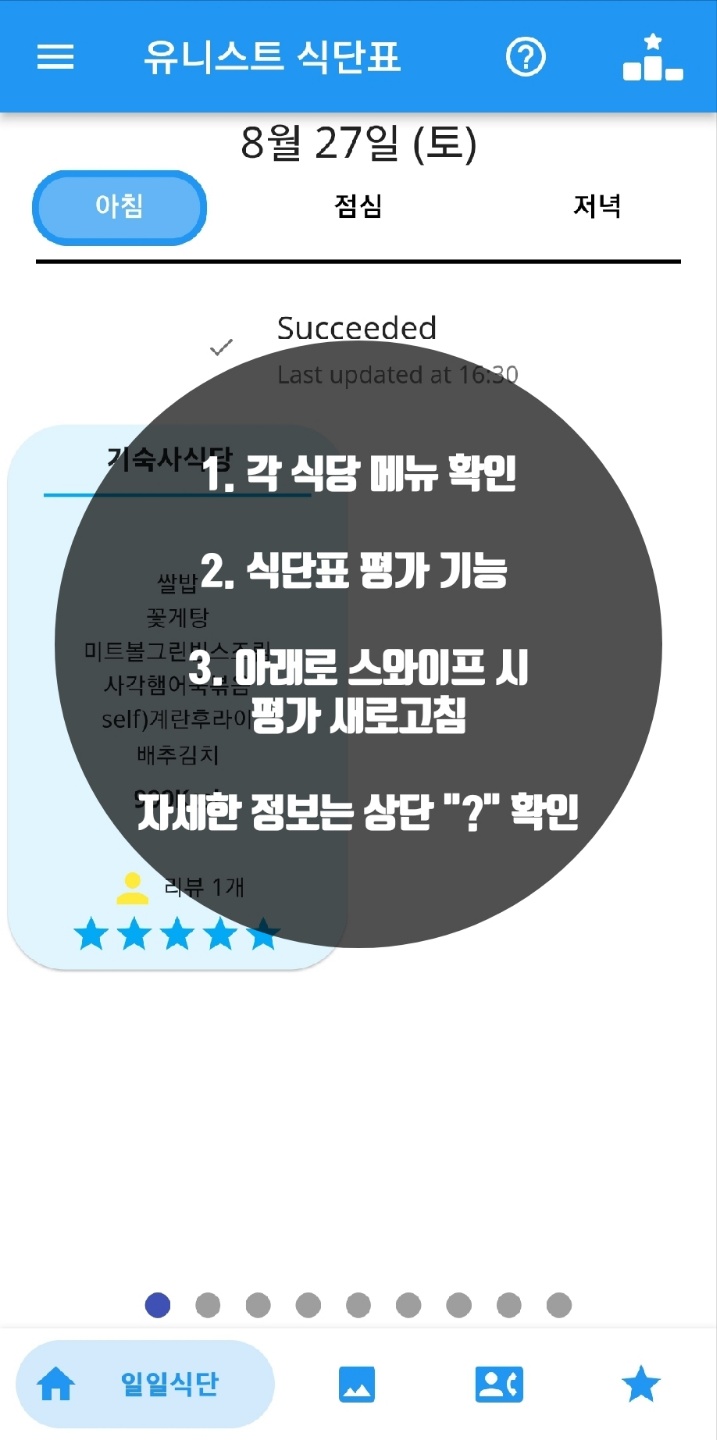 유니스트 식단표
8월 27일 (토)
아침 점심 저녁
Succeeded
Last updated at 16:30
기숙사식당
1. 각 식당 메뉴 확인
쌀밥
2. 식단표 평가 기능
꽃게탕
미트볼그린빈스조림
3. 아래로 스와이프 시
사각햄어묵볶음
self)계란후라이
평가 새로고침
배추김치
자세한 정보는 상단 "?" 확인
리뷰 1개
일일식단